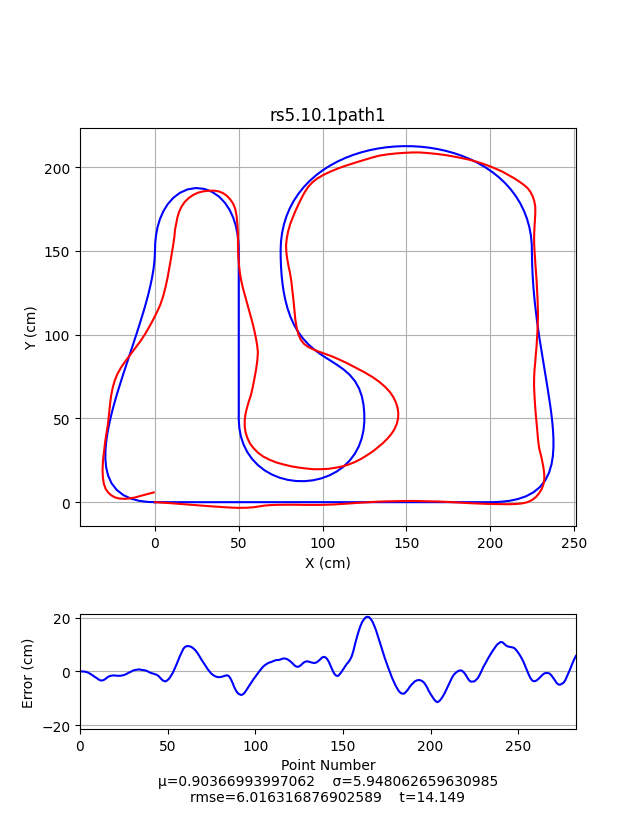 rs5.10.1path1
200
150
100
50
0
Y (cm)
0 50 100 150 200 250
X (cm)
20
0
−20
Error (cm)
0 50 100 150 200 250
Point Number
μ=0.90366993997062 σ=5.948062659630985
rmse=6.016316876902589 t=14.149